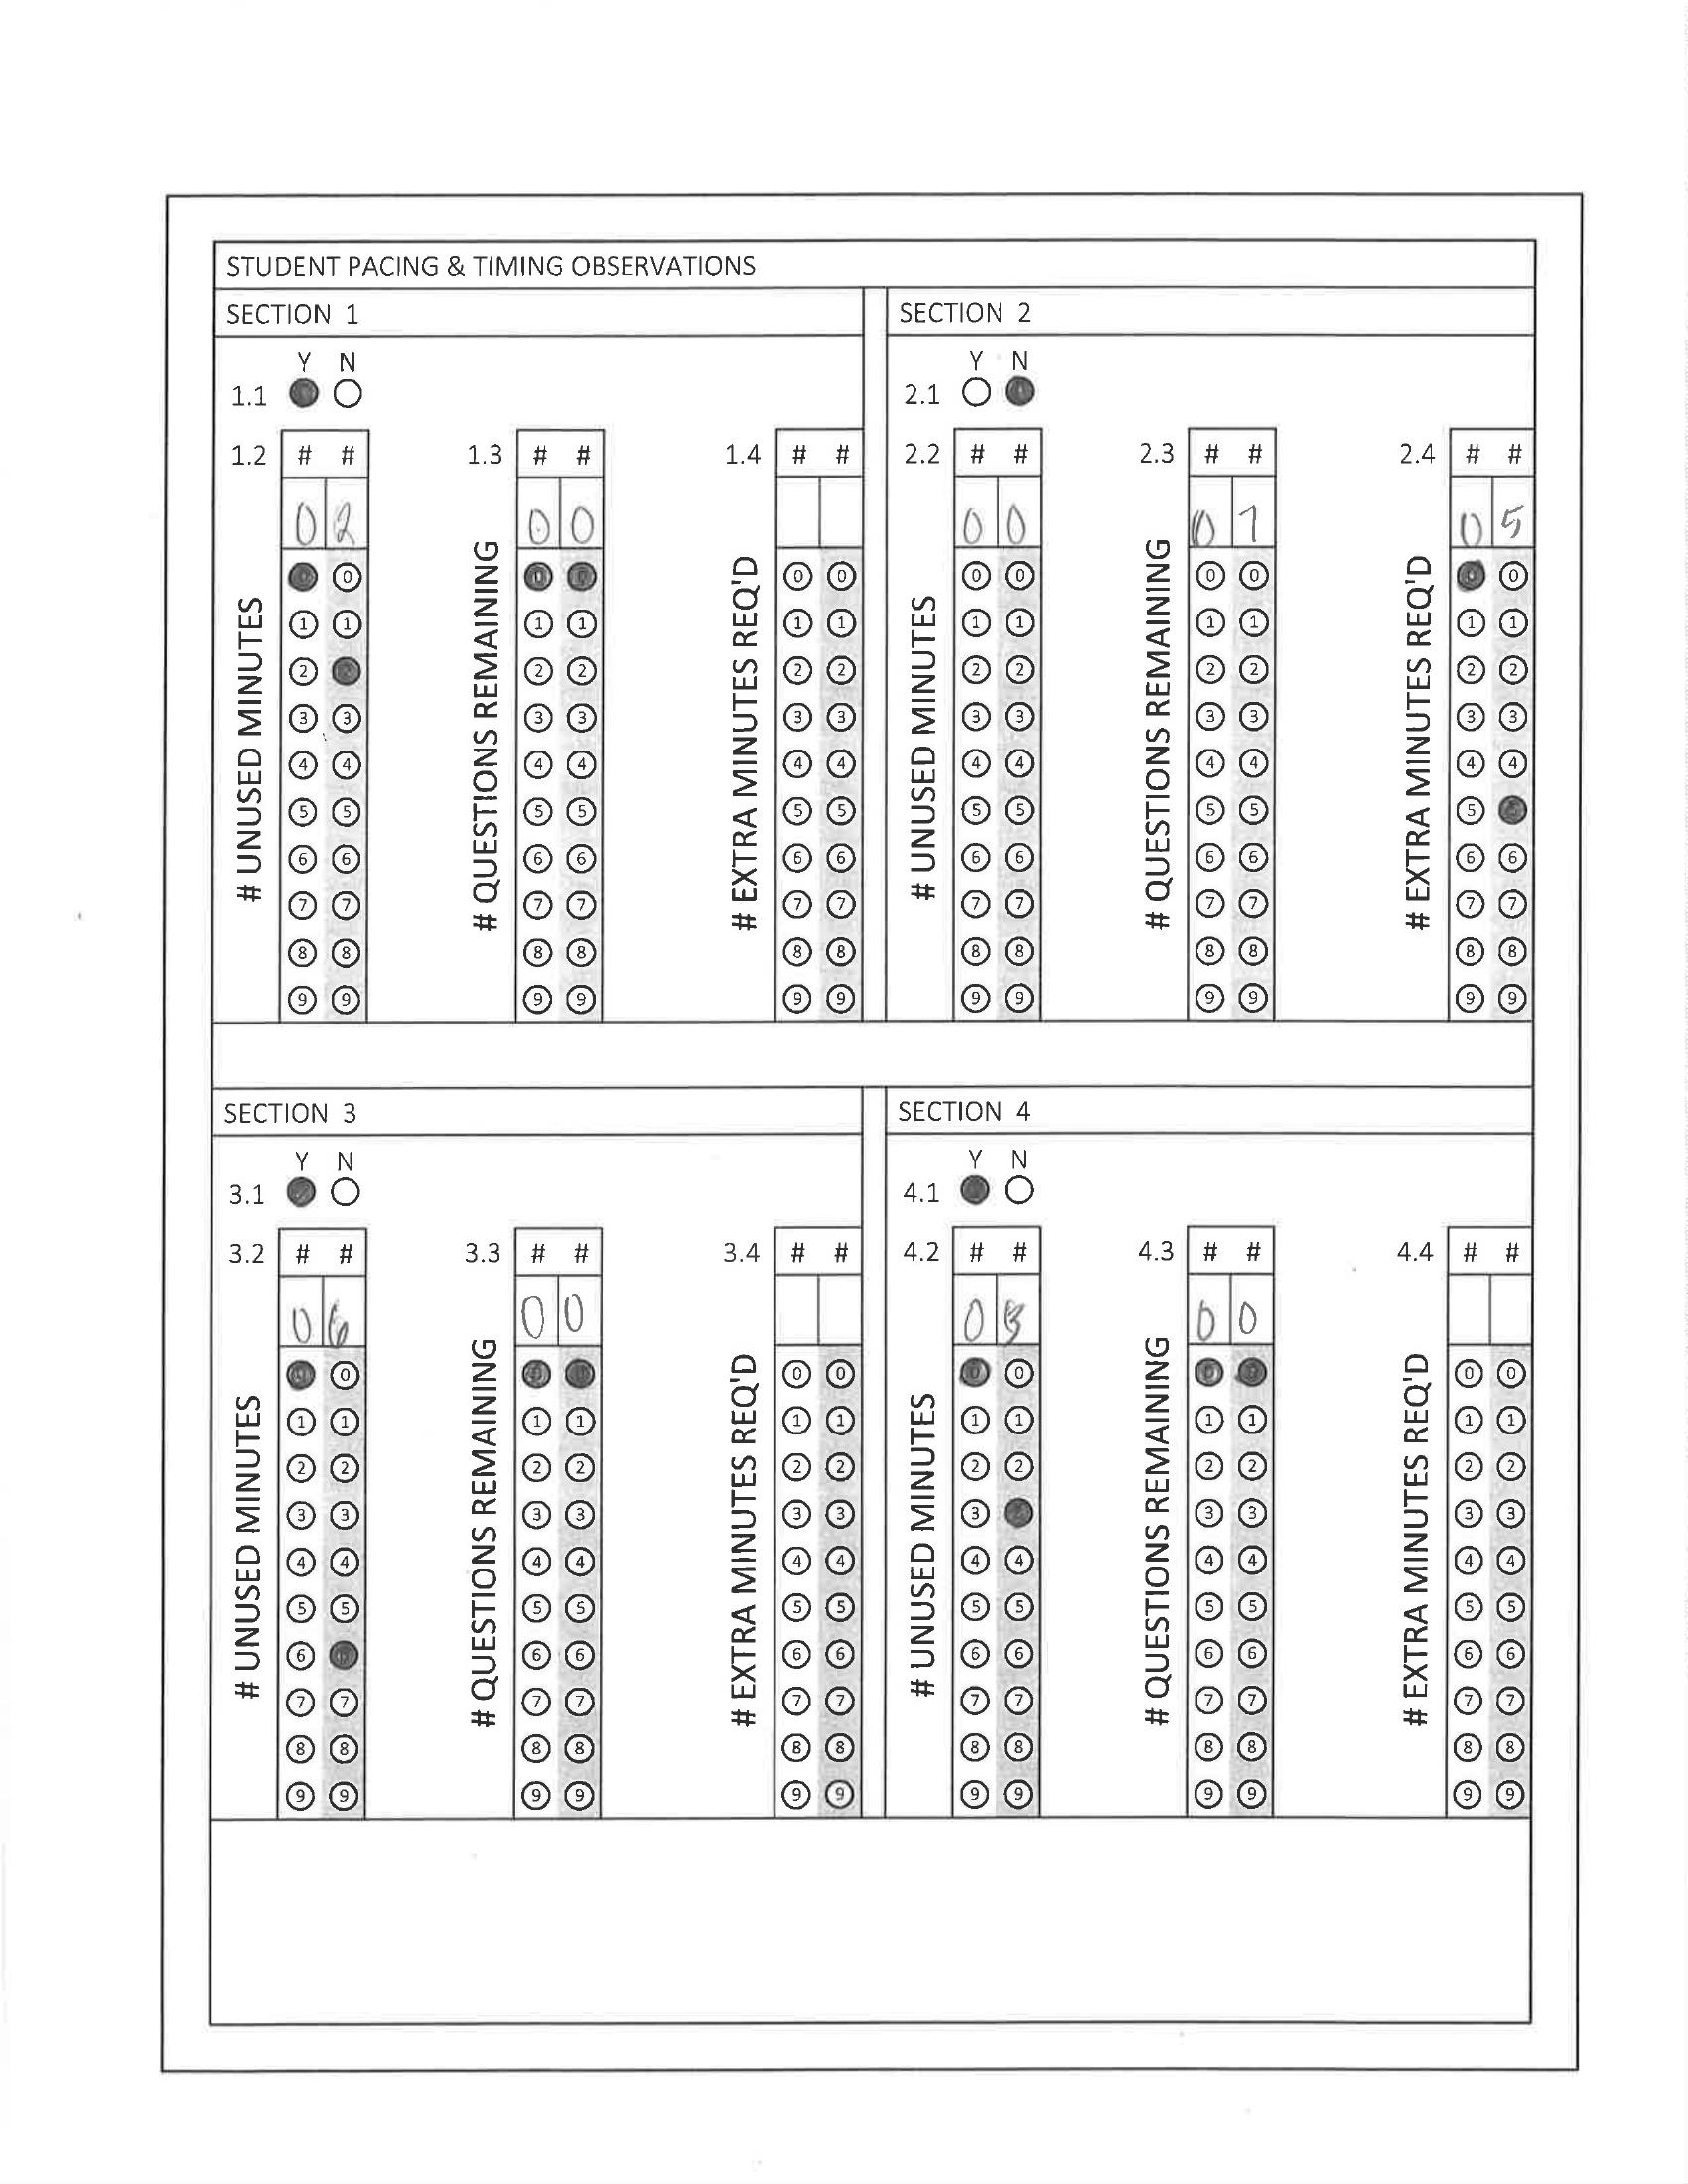 STUDENT PACING & TIMING OBSERVATIONS
SECTION 1
Y N
1.1
1.2 # # 1.3 # # 1.4 # #
0 2 0 0
# UNUSED MINUTES
# QUESTIONS REMAINING
# EXTRA MINUTES REQ'D
0 0 0 0
1 1 1 1 1 1
2 2 2 2 2
3 3 3 3 3 3
4 4 4 4 4 4
5 5 5 5 5 5
6 6 6 6 6 6
7 7 7 7 7 7
8 8 8 8 8 8
9 9 9 9 9 9
SECTION 2
Y N
2.1
2.2 # # 2.3 # # 2.4 # #
0 0 0 7 0 5
# UNUSED MINUTES
# QUESTIONS REMAINING
# EXTRA MINUTES REQ'D
0 0 0 0 0
1 1 1 1 1 1
2 2 2 2 2 2
3 3 3 3 3 3
4 4 4 4 4 4
5 5 5 5 5
6 6 6 6 6 6
7 7 7 7 7 7
8 8 8 8 8 8
9 9 9 9 9 9
SECTION 3
Y N
3.1
3.2 # # 3.3 # # 3.4 # #
0 6 0 0
# UNUSED MINUTES
# QUESTIONS REMAINING
# EXTRA MINUTES REQ'D
0 0 0
1 1 1 1 1 1
2 2 2 2 2 2
3 3 3 3 3 3
4 4 4 4 4 4
5 5 5 5 5 5
6 6 6 6 6
7 7 7 7 7 7
8 8 8 8 8 8
9 9 9 9 9 9
SECTION 4
Y N
4.1
4.2 # # 4.3 # # 4.4 # #
0 3 0 0
# UNUSED MINUTES
# QUESTIONS REMAINING
# EXTRA MINUTES REQ'D
0 0 0
1 1 1 1 1 1
2 2 2 2 2 2
3 3 3 3 3
4 4 4 4 4 4
5 5 5 5 5 5
6 6 6 6 6 6
7 7 7 7 7 7
8 8 8 8 8 8
9 9 9 9 9 9